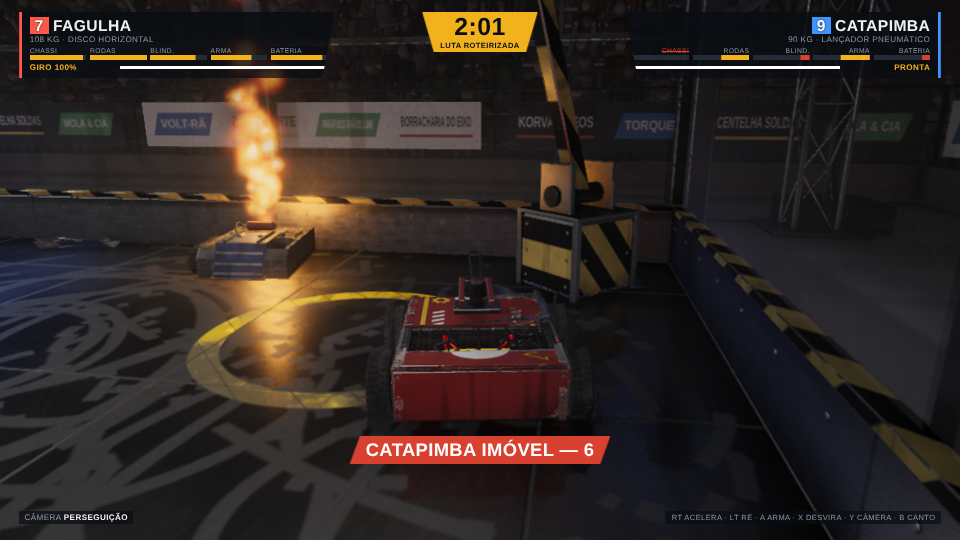 7 FAGULHA
108 KG · DISCO HORIZONTAL
CHASSI RODAS BLIND. ARMA BATERIA
GIRO 100%
2:01
LUTA ROTEIRIZADA
9 CATAPIMBA
90 KG · LANÇADOR PNEUMÁTICO
CHASSI RODAS BLIND. ARMA BATERIA
PRONTA
MOLA & CIA
VOLT-RÃ
BORRACHARIA DO EIXO
TORQUE
CENTELHA SOLDAS
CATAPIMBA IMÓVEL — 6
CÂMERA PERSEGUIÇÃO
RT ACELERA · LT RÉ · A ARMA · X DESVIRA · Y CÂMERA · B CANTO